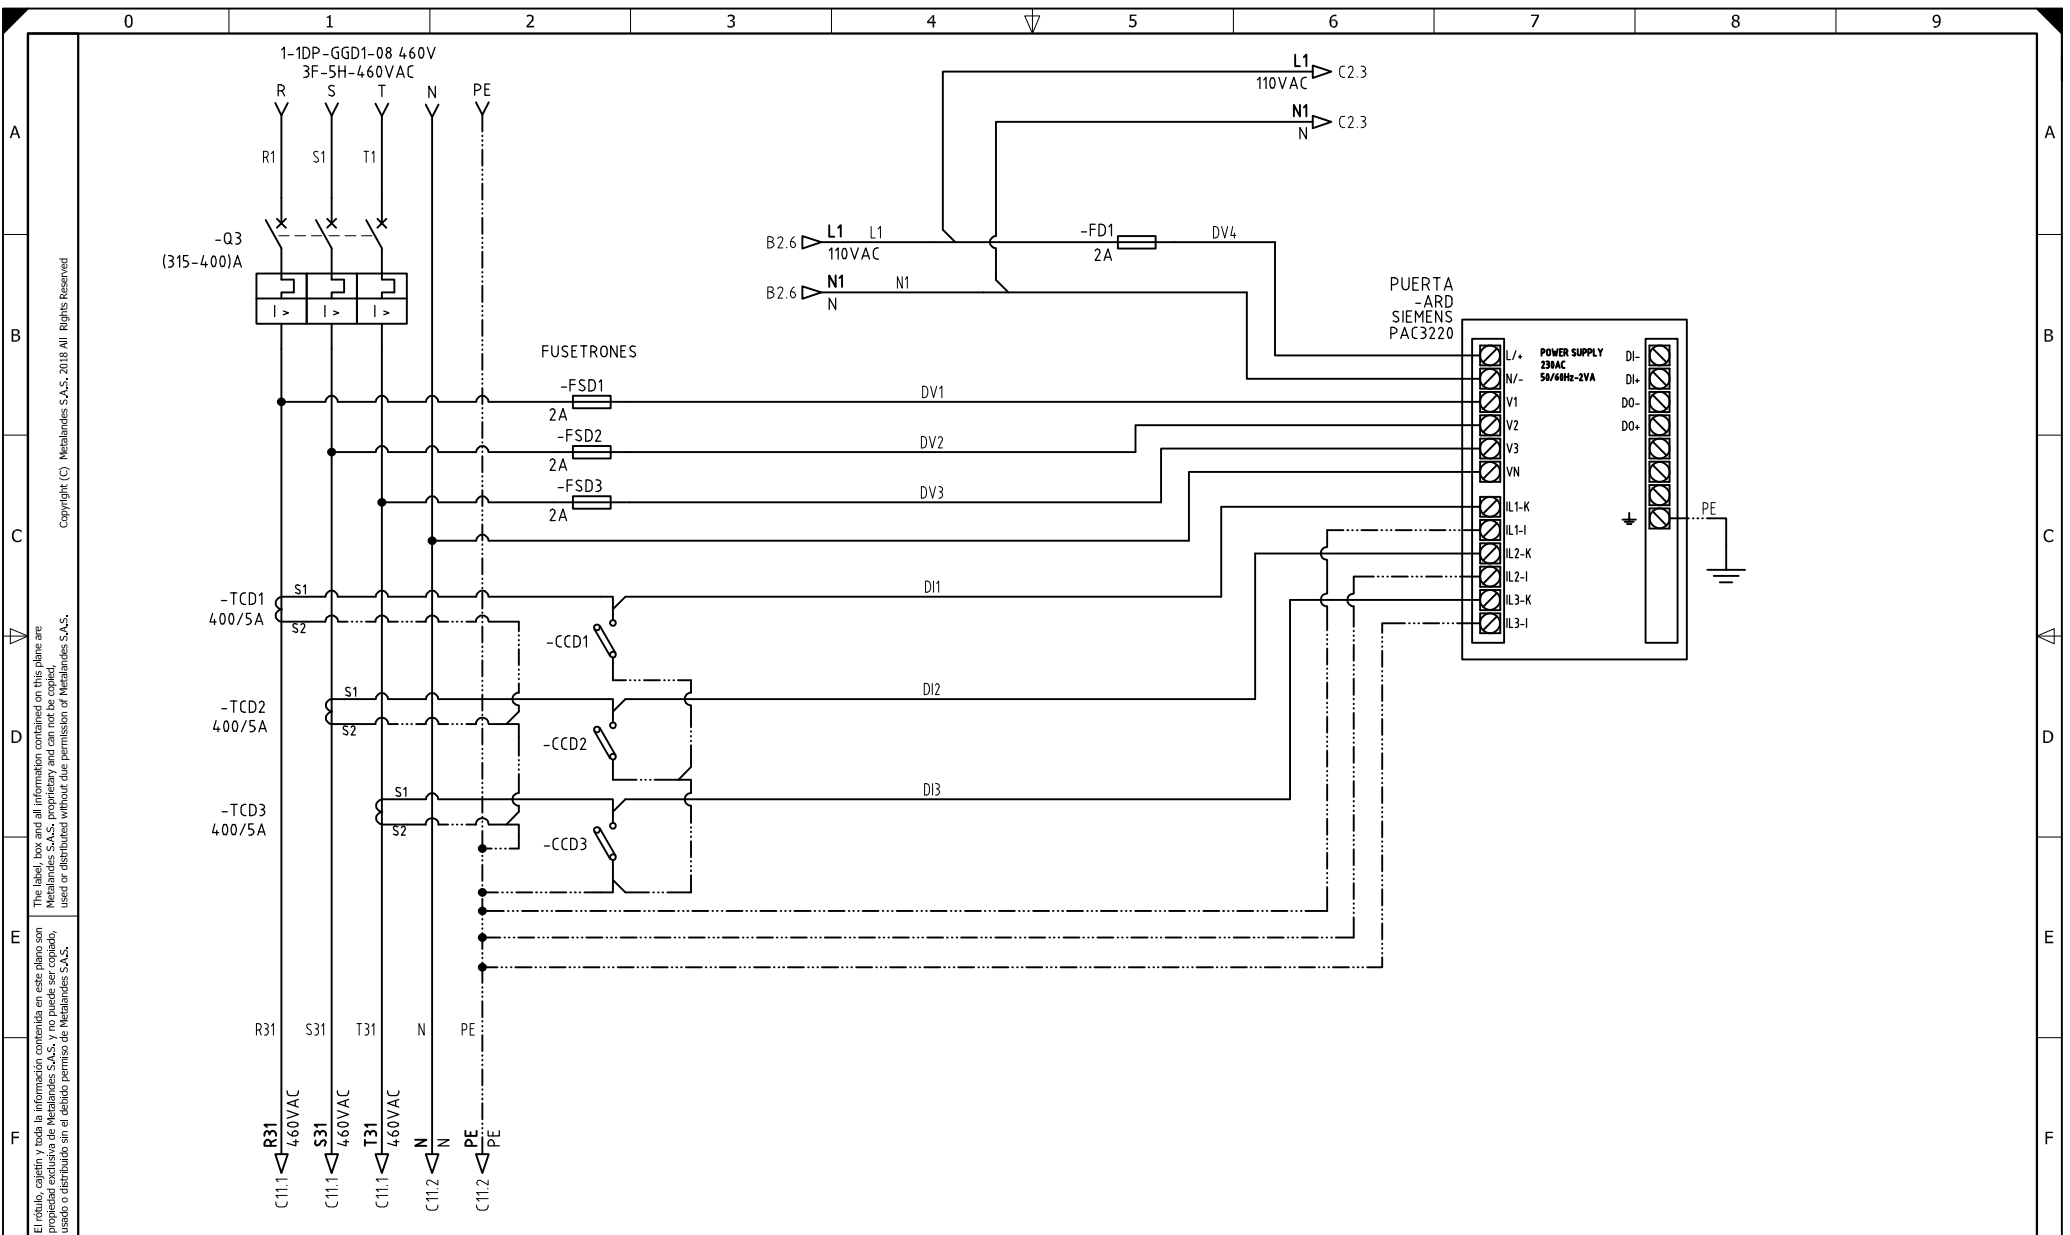 0 1 2 3 4 5 6 7 8 9
1-1DP-GGD1-08 460V
3F-5H-460VAC
R S T N PE
L1
110VAC
C2.3
N1
N
C2.3
A
A
R1 S1 T1
-Q3
(315-400)A
I > I > I >
B2.6
L1
110VAC
L1
-FD1
2A
DV4
B2.6
N1
N
N1
B
B
PUERTA
-ARD
SIEMENS
PAC3220
POWER SUPPLY
230AC
50/60Hz-2VA
L/+
N/-
V1
V2
V3
VN
IL1-K
IL1-I
IL2-K
IL2-I
IL3-K
IL3-I
DI-
DI+
DO-
DO+
PE
FUSETRONES
-FSD1
2A
DV1
-FSD2
2A
DV2
-FSD3
2A
DV3
C
C
-TCD1
400/5A
S1
S2
-CCD1
DI1
-TCD2
400/5A
S1
S2
-CCD2
DI2
D
D
-TCD3
400/5A
S1
S2
-CCD3
DI3
E
E
R31 S31 T31 N PE
R31
460VAC
S31
460VAC
T31
460VAC
N
N
PE
PE
C11.1
C11.1
C11.1
C11.2
C11.2
F
F
Copyright (C) Metalandes S.A.S. 2018 All Rights Reserved
The label, box and all information contained on this plane are
Metalandes S.A.S. proprietary and can not be copied,
used or distributed without due permission of Metalandes S.A.S.
El rótulo, cajetín y toda la información contenida en este plano son
propiedad exclusiva de Metalandes S.A.S. y no puede ser copiado,
usado o distribuido sin el debido permiso de Metalandes S.A.S.